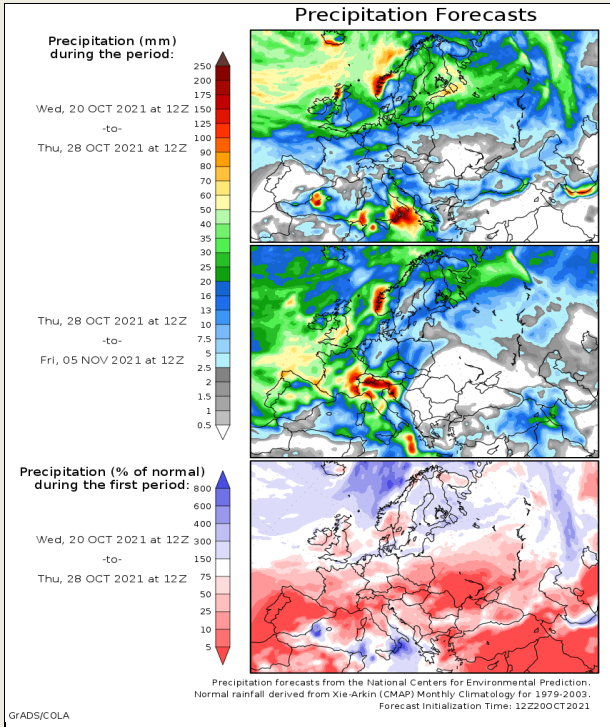 Precipitation Forecasts
Precipitation (mm)
during the period:
Wed, 20 OCT 2021 at 12Z
-to-
Thu, 28 OCT 2021 at 12Z
250
200
175
150
125
100
90
80
70
60
50
40
35
30
25
20
16
13
10
7.5
5
2.5
2
1.5
1
0.5
Thu, 28 OCT 2021 at 12Z
-to-
Fri, 05 NOV 2021 at 12Z
Precipitation (% of normal)
during the first period:
Wed, 20 OCT 2021 at 12Z
-to-
Thu, 28 OCT 2021 at 12Z
800
600
400
300
150
75
50
25
10
5
Precipitation forecasts from the National Centers for Environmental Prediction.
Normal rainfall derived from Xie-Arkin (CMAP) Monthly Climatology for 1979-2003.
Forecast Initialization Time: 12Z20OCT2021
GrADS/COLA